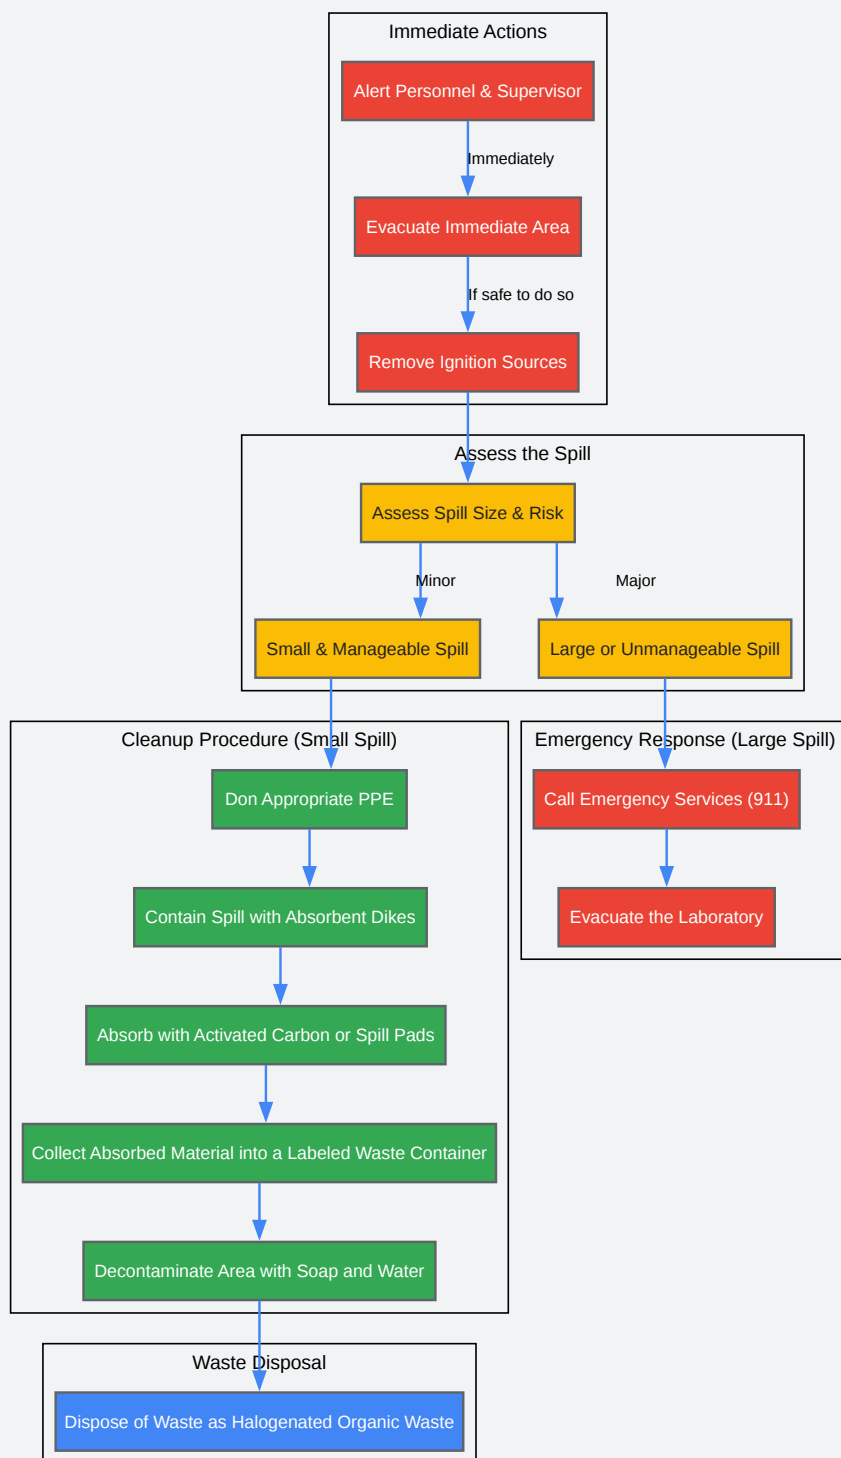 Immediate Actions
Alert Personnel & Supervisor
Immediately
Evacuate Immediate Area
If safe to do so
Remove Ignition Sources
Assess the Spill
Assess Spill Size & Risk
Minor
Major
Small & Manageable Spill
Large or Unmanageable Spill
Cleanup Procedure (Small Spill)
Don Appropriate PPE
Contain Spill with Absorbent Dikes
Absorb with Activated Carbon or Spill Pads
Collect Absorbed Material into a Labeled Waste Container
Decontaminate Area with Soap and Water
Emergency Response (Large Spill)
Call Emergency Services (911)
Evacuate the Laboratory
Waste Disposal
Dispose of Waste as Halogenated Organic Waste